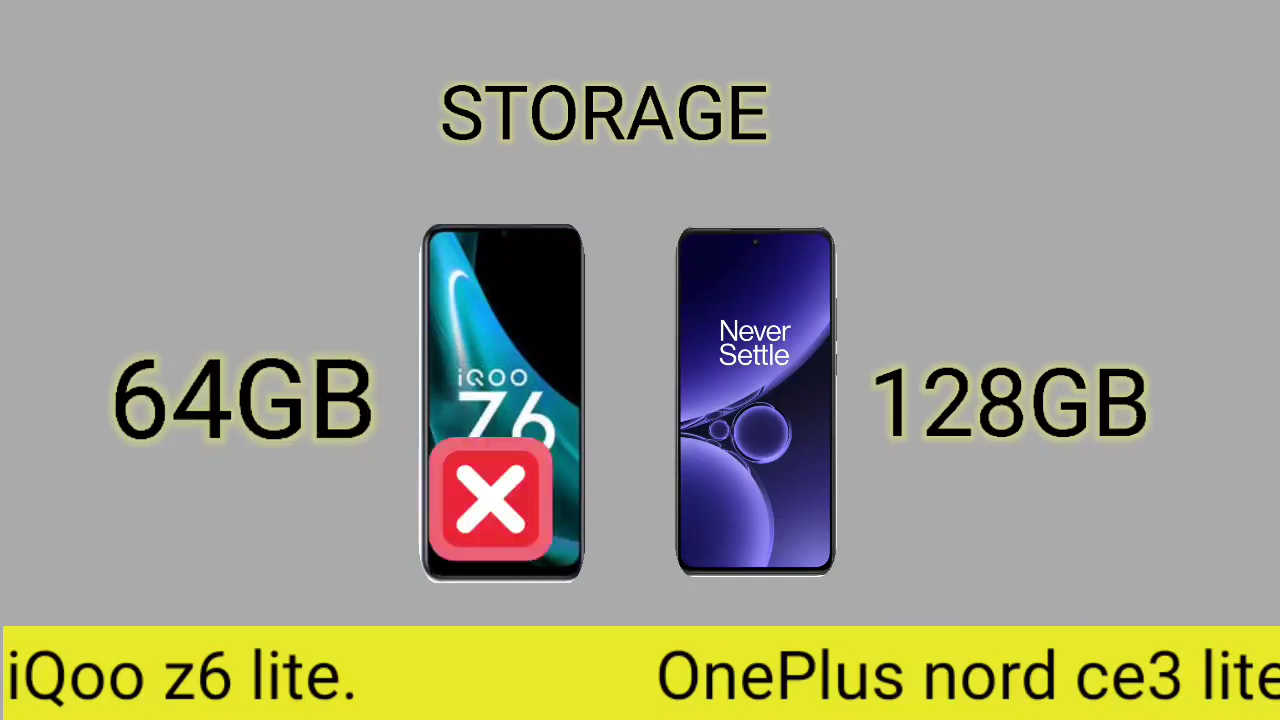 STORAGE
Never
Settle
iQOO
Z6
64GB
128GB
iQoo z6 lite.
OnePlus nord ce3 lite